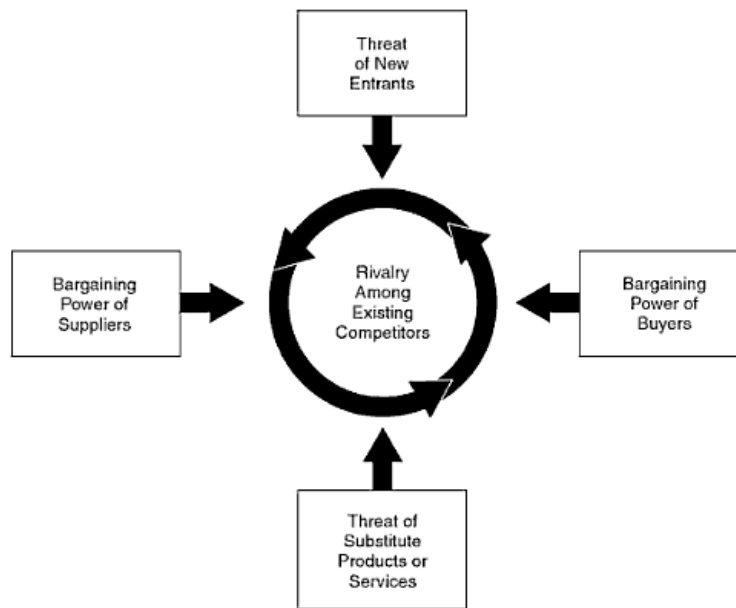 Threat
of New
Entrants
Bargaining
Power of
Suppliers
Rivalry
Among
Existing
Competitors
Bargaining
Power of
Buyers
Threat of
Substitute
Products or
Services